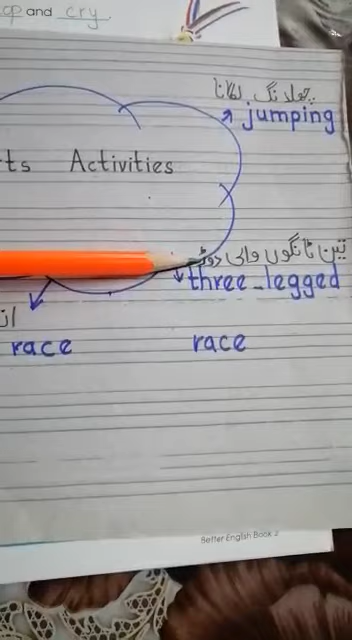 and cry.
چھلانگ لگانا
jumping
ts Activities
تین ٹانگوں والی دوڑ
three-legged
race
race
Better English Book 2